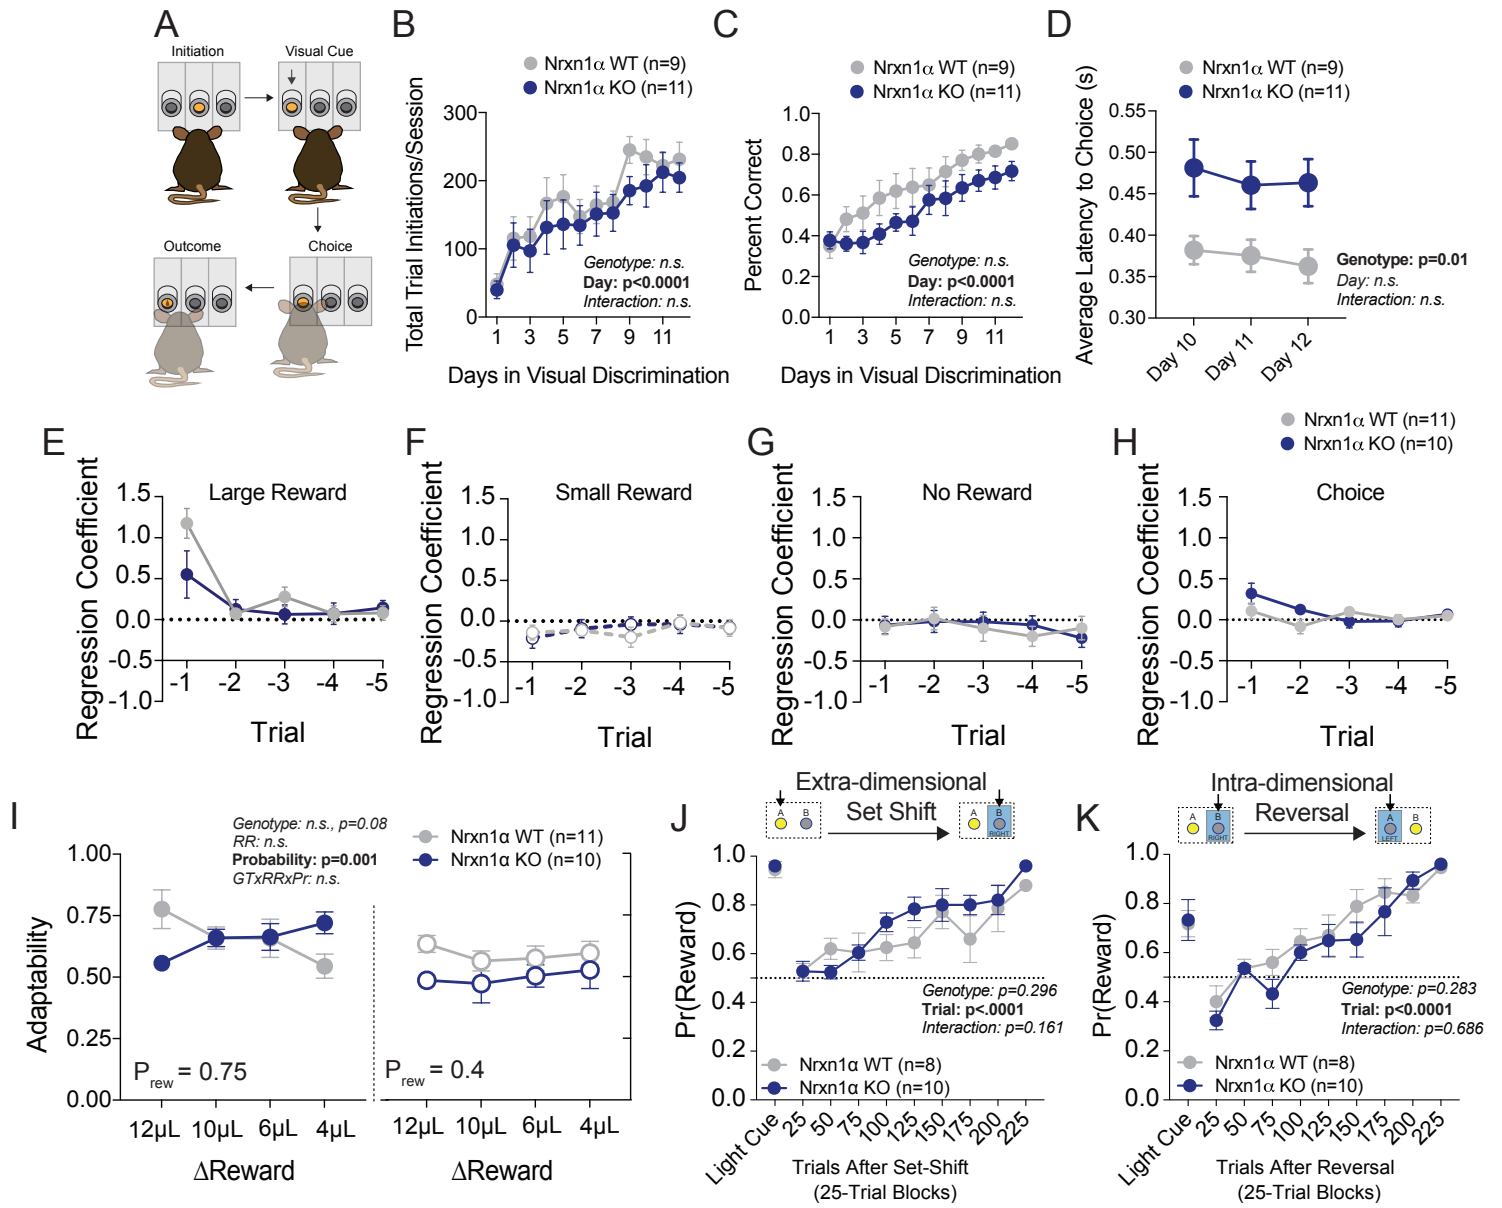 A
Initiation
Visual Cue
Outcome
Choice
B
Nrxn1α WT (n=9)
Nrxn1α KO (n=11)
Total Trial Initiations/Session
300
200
100
0
Genotype: n.s.
Day: p<0.0001
Interaction: n.s.
1 3 5 7 9 11
Days in Visual Discrimination
C
Nrxn1α WT (n=9)
Nrxn1α KO (n=11)
Percent Correct
1.0
0.8
0.6
0.4
0.2
0.0
Genotype: n.s.
Day: p<0.0001
Interaction: n.s.
1 3 5 7 9 11
Days in Visual Discrimination
D
Nrxn1α WT (n=9)
Nrxn1α KO (n=11)
Average Latency to Choice (s)
0.55
0.50
0.45
0.40
0.35
0.30
Genotype: p=0.01
Day: n.s.
Interaction: n.s.
Day 10 Day 11 Day 12
E
Large Reward
Regression Coefficient
1.5
1.0
0.5
0.0
-0.5
-1.0
-1 -2 -3 -4 -5
Trial
F
Small Reward
Regression Coefficient
1.5
1.0
0.5
0.0
-0.5
-1.0
-1 -2 -3 -4 -5
Trial
G
No Reward
Regression Coefficient
1.5
1.0
0.5
0.0
-0.5
-1.0
-1 -2 -3 -4 -5
Trial
H
Nrxn1α WT (n=11)
Nrxn1α KO (n=10)
Choice
Regression Coefficient
1.5
1.0
0.5
0.0
-0.5
-1.0
-1 -2 -3 -4 -5
Trial
I
Genotype: n.s., p=0.08
RR: n.s.
Probability: p=0.001
GTxRRxPr: n.s.
Nrxn1α WT (n=11)
Nrxn1α KO (n=10)
Adaptability
1.00
0.75
0.50
0.25
0.00
Prew = 0.75
Prew = 0.4
12µL 10µL 6µL 4µL
12µL 10µL 6µL 4µL
ΔReward
ΔReward
J
Extra-dimensional
Set Shift
A B
A B
RIGHT
Pr(Reward)
1.0
0.8
0.6
0.4
0.2
0.0
Genotype: p=0.296
Trial: p<.0001
Interaction: p=0.161
Nrxn1α WT (n=8)
Nrxn1α KO (n=10)
Light Cue 25 50 75 100 125 150 175 200 225
Trials After Set-Shift
(25-Trial Blocks)
K
Intra-dimensional
Reversal
A B
RIGHT
A B
LEFT
Pr(Reward)
1.0
0.8
0.6
0.4
0.2
0.0
Genotype: p=0.283
Trial: p<0.0001
Interaction: p=0.686
Nrxn1α WT (n=8)
Nrxn1α KO (n=10)
Light Cue 25 50 75 100 125 150 175 200 225
Trials After Reversal
(25-Trial Blocks)